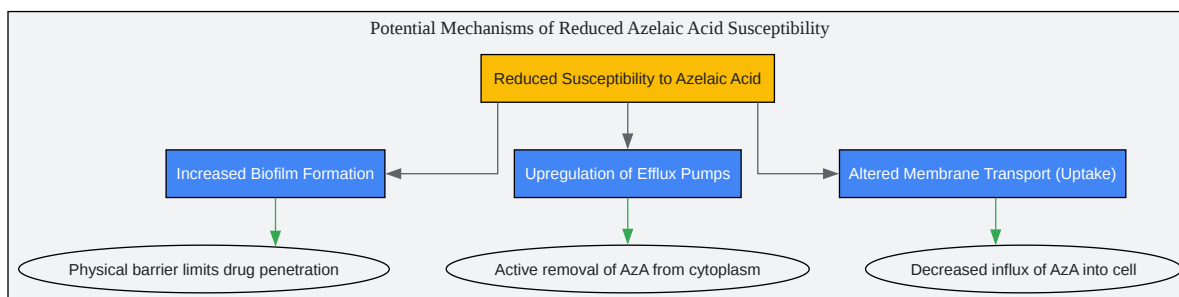 Potential Mechanisms of Reduced Azelaic Acid Susceptibility
Reduced Susceptibility to Azelaic Acid
Increased Biofilm Formation
Upregulation of Efflux Pumps
Altered Membrane Transport (Uptake)
Physical barrier limits drug penetration
Active removal of AzA from cytoplasm
Decreased influx of AzA into cell